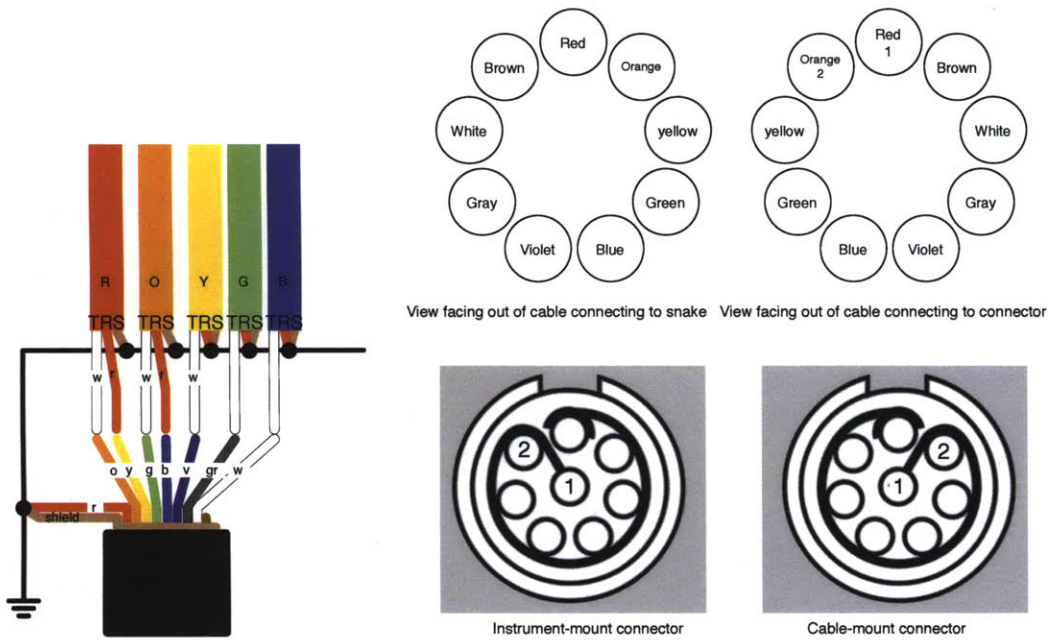 Red
Brown
Orange
White
yellow
Gray
Green
Violet
Blue
View facing out of cable connecting to snake
Red
1
Orange
2
Brown
yellow
White
Green
Gray
Blue
Violet
View facing out of cable connecting to connector
R O Y G B
TRS TRS TRS TRS TRS
w r w r w
o y g b v gr w
r
shield
2
1
Instrument-mount connector
2
1
Cable-mount connector